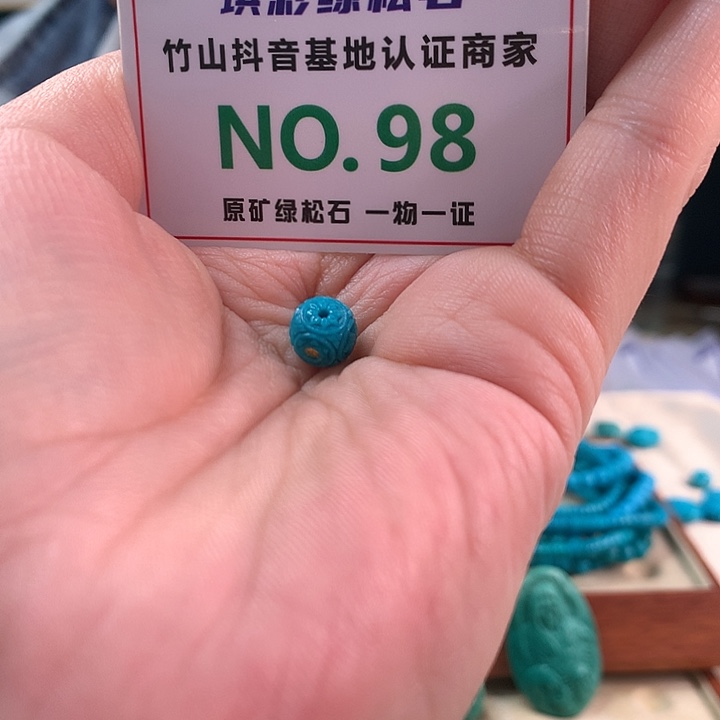 竹山抖音基地认证商家
NO. 98
原矿绿松石 一物一证